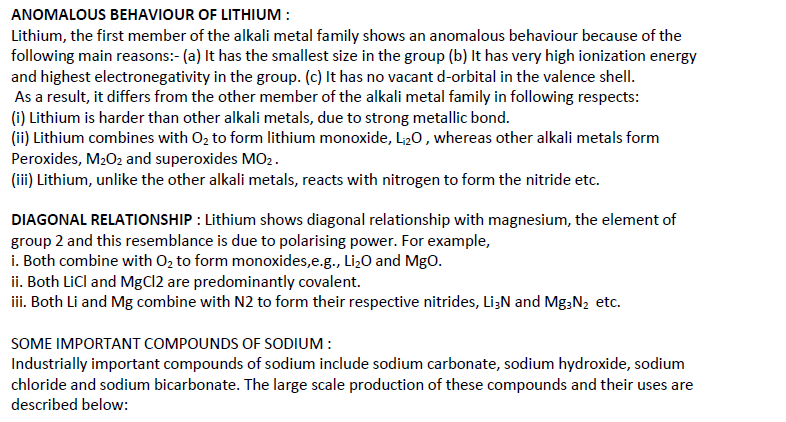 ANOMALOUS BEHAVIOUR OF LITHIUM :
Lithium, the first member of the alkali metal family shows an anomalous behaviour because of the
following main reasons:- (a) It has the smallest size in the group (b) It has very high ionization energy
and highest electronegativity in the group. (c) It has no vacant d-orbital in the valence shell.
As a result, it differs from the other member of the alkali metal family in following respects:
(i) Lithium is harder than other alkali metals, due to strong metallic bond.
(ii) Lithium combines with O₂ to form lithium monoxide, Lᵢ₂O , whereas other alkali metals form
Peroxides, M₂O₂ and superoxides MO₂ .
(iii) Lithium, unlike the other alkali metals, reacts with nitrogen to form the nitride etc.
DIAGONAL RELATIONSHIP : Lithium shows diagonal relationship with magnesium, the element of
group 2 and this resemblance is due to polarising power. For example,
i. Both combine with O₂ to form monoxides,e.g., Li₂O and MgO.
ii. Both LiCl and MgCl2 are predominantly covalent.
iii. Both Li and Mg combine with N2 to form their respective nitrides, Li₃N and Mg₃N₂ etc.
SOME IMPORTANT COMPOUNDS OF SODIUM :
Industrially important compounds of sodium include sodium carbonate, sodium hydroxide, sodium
chloride and sodium bicarbonate. The large scale production of these compounds and their uses are
described below: